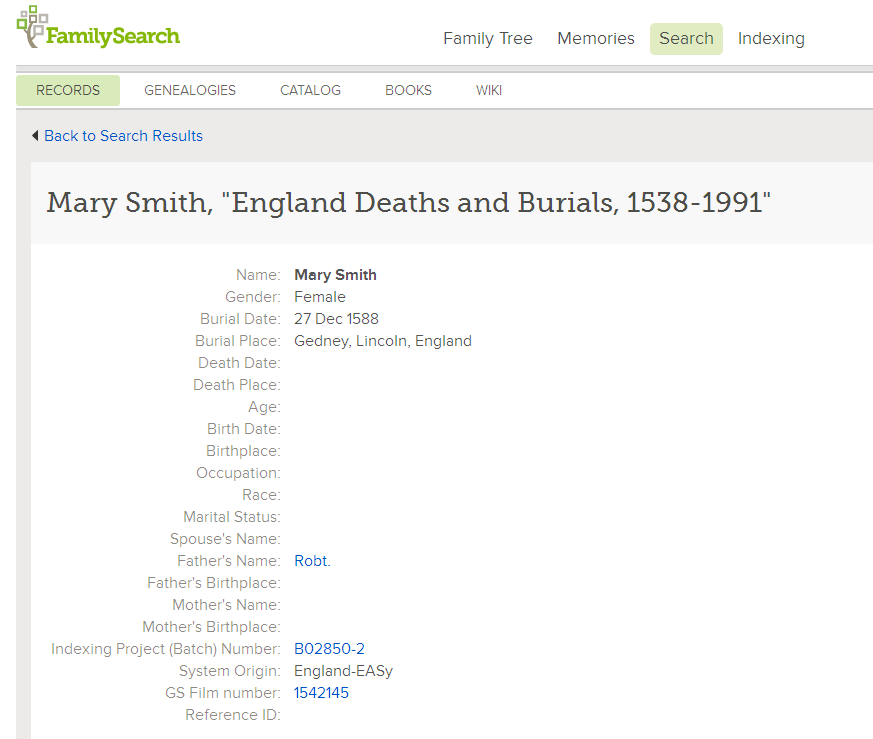 FamilySearch
Family Tree Memories Search Indexing
RECORDS GENEALOGIES CATALOG BOOKS WIKI
Back to Search Results
Mary Smith, "England Deaths and Burials, 1538-1991"
Name: Mary Smith
Gender: Female
Burial Date: 27 Dec 1588
Burial Place: Gedney, Lincoln, England
Death Date:
Death Place:
Age:
Birth Date:
Birthplace:
Occupation:
Race:
Marital Status:
Spouse's Name:
Father's Name: Robt.
Father's Birthplace:
Mother's Name:
Mother's Birthplace:
Indexing Project (Batch) Number: B02850-2
System Origin: England-EASy
GS Film number: 1542145
Reference ID: